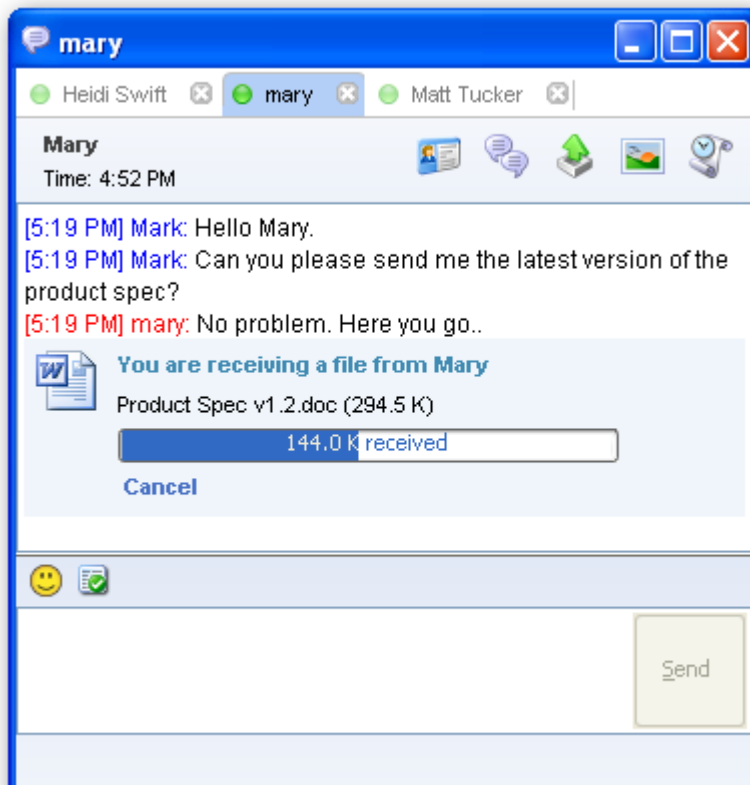 mary
Heidi Swift mary Matt Tucker
Mary
Time: 4:52 PM
[5:19 PM] Mark: Hello Mary.
[5:19 PM] Mark: Can you please send me the latest version of the
product spec?
[5:19 PM] mary: No problem. Here you go..
W
You are receiving a file from Mary
Product Spec v1.2.doc (294.5 K)
144.0 K received
Cancel
Send